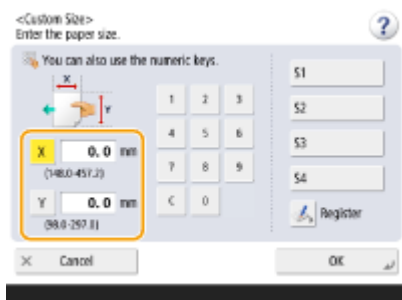 <Custom Size>
Enter the paper size.
?
You can also use the numeric keys.
X
Y
1 2 3
4 5 6
7 8 9
C 0
X 0.0 mm
(148.0-457.2)
Y 0.0 mm
(98.0-297.0)
S1
S2
S3
S4
Register
× Cancel
OK